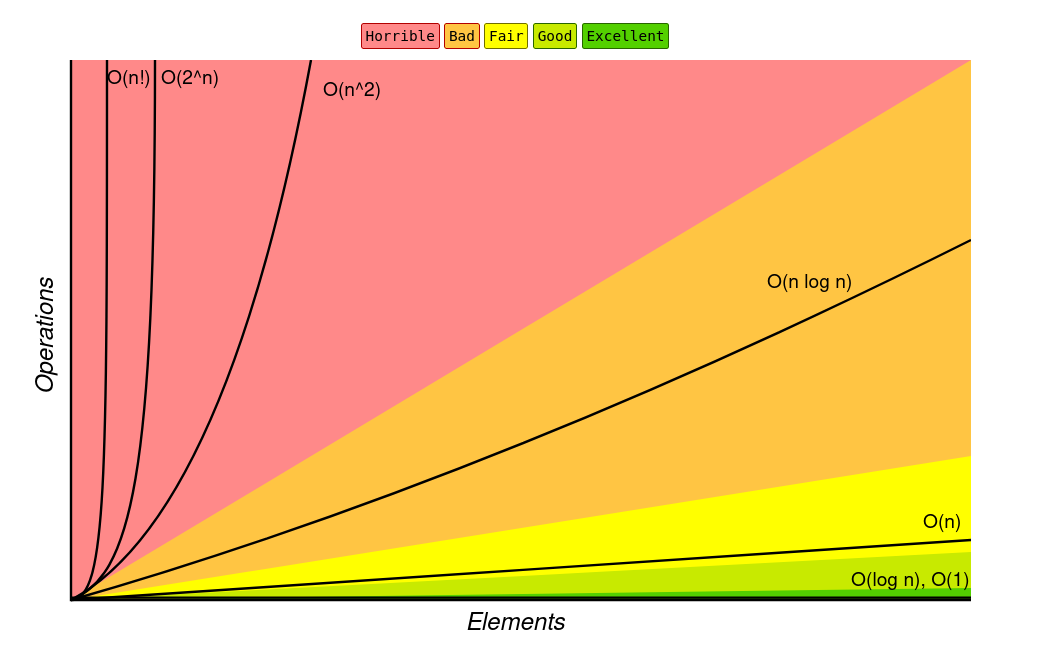 Horrible Bad Fair Good Excellent
O(n!) O(2^n)
O(n^2)
O(n log n)
Operations
O(n)
O(log n), O(1)
Elements